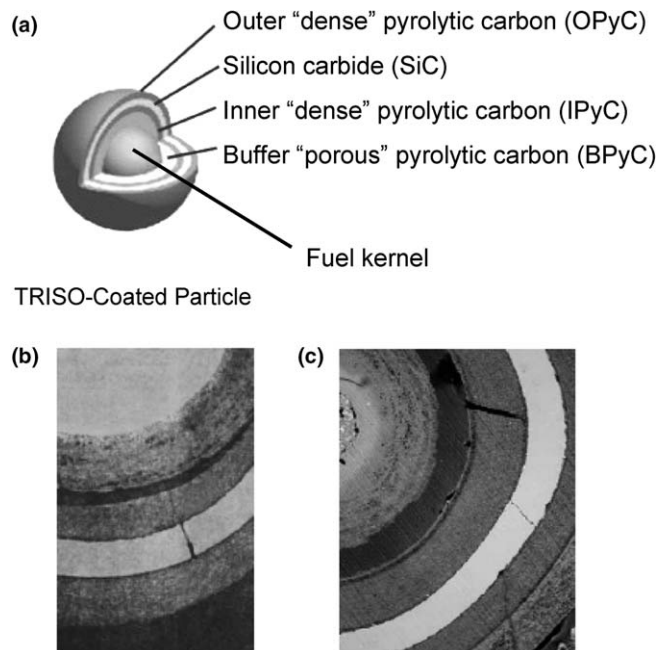 (a)
Outer “dense” pyrolytic carbon (OPyC)
Silicon carbide (SiC)
Inner “dense” pyrolytic carbon (IPyC)
Buffer “porous” pyrolytic carbon (BPyC)
Fuel kernel
TRISO-Coated Particle
(b)
(c)